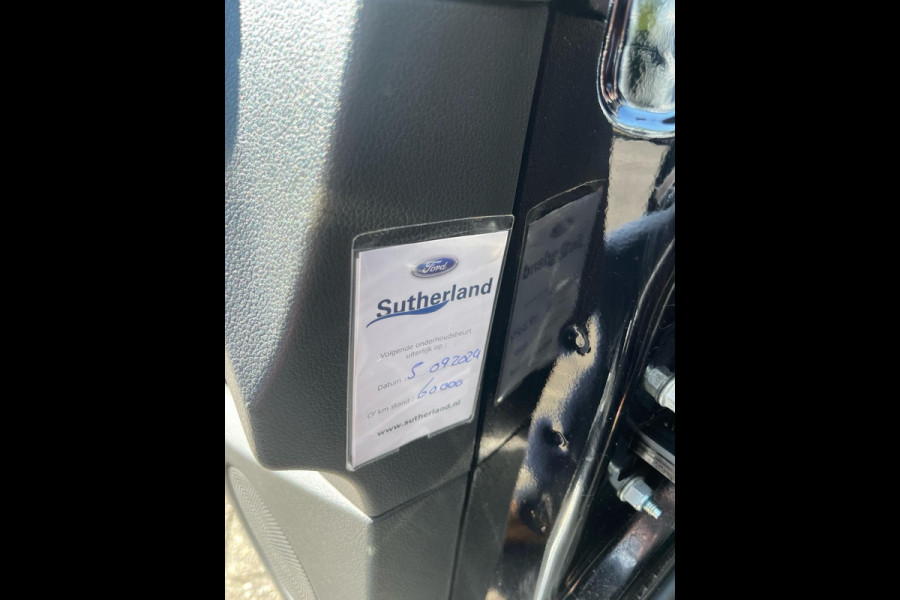 Ford
Sutherland
Volgende onderhoudsbeurt
uiterlijk op :
Datum : 5 09.2024
Of km stand : 60.000
www.sutherland.nl